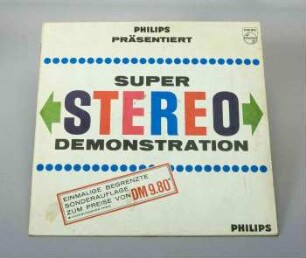 PHILIPS
PRÄSENTIERT
SUPER
STEREO
DEMONSTRATION
EINMALIGE BEGRENZTE
SONDERAUFLAGE
ZUM PREISE VON DM 9.80*
PHILIPS